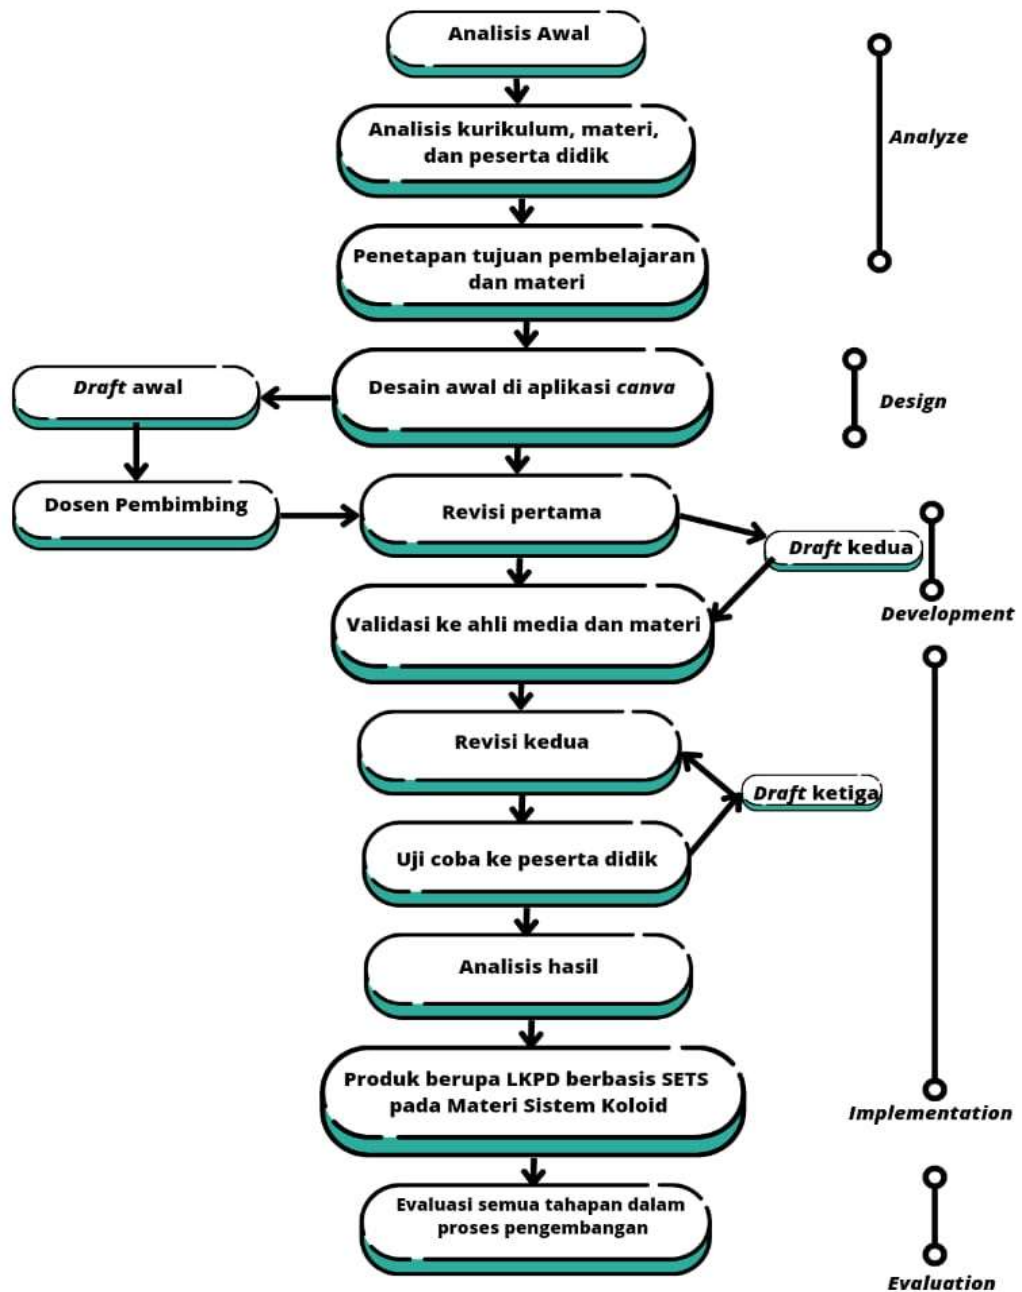 Analisis Awal
Analisis kurikulum, materi,
dan peserta didik
Analyze
Penetapan tujuan pembelajaran
dan materi
Desain awal di aplikasi canva
Draft awal
Design
Dosen Pembimbing
Revisi pertama
Draft kedua
Development
Validasi ke ahli media dan materi
Revisi kedua
Draft ketiga
Uji coba ke peserta didik
Analisis hasil
Produk berupa LKPD berbasis SETS
pada Materi Sistem Koloid
Implementation
Evaluasi semua tahapan dalam
proses pengembangan
Evaluation